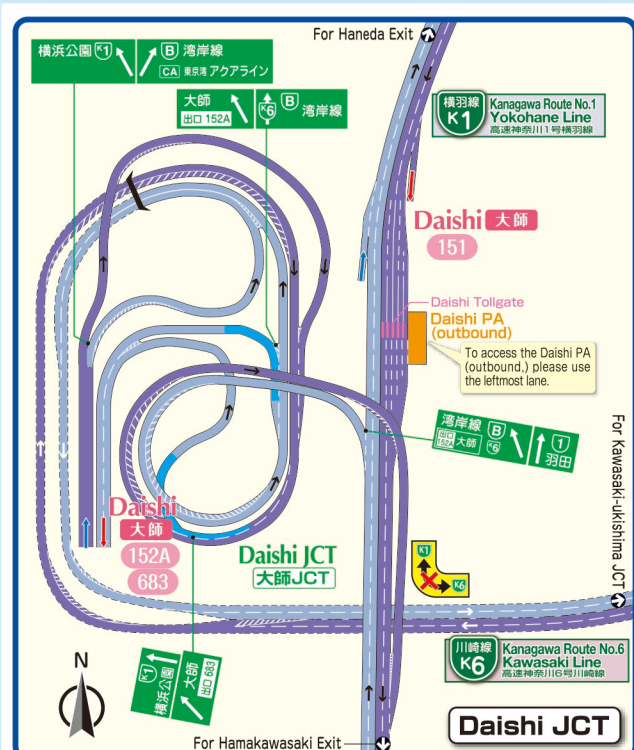 For Haneda Exit
横浜公園 K1
B 湾岸線
CA 東京湾 アクアライン
大師
出口 152A
K6 B 湾岸線
横羽線
K1
Kanagawa Route No.1
Yokohane Line
高速神奈川1号横羽線
Daishi 大師
151
Daishi Tollgate
Daishi PA
(outbound)
To access the Daishi PA
(outbound,) please use
the leftmost lane.
湾岸線 B
出口 152A 大師 K6
1
羽田
For Kawasaki-ukishima JCT
Daishi
大師
152A
683
Daishi JCT
大師JCT
K1
K6
K1
横浜公園
大師
出口 683
川崎線
K6
Kanagawa Route No.6
Kawasaki Line
高速神奈川6号川崎線
N
For Hamakawasaki Exit
Daishi JCT